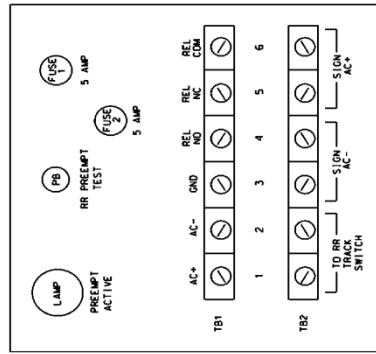 LAMP
PREEMPT
ACTIVE
PB
RR PREEMPT
TEST
FUSE
1
5 AMP
FUSE
2
5 AMP
AC+
AC-
GND
REL
NO
REL
NC
REL
COM
TB1
1 2 3 4 5 6
TB2
TO RR
TRACK
SWITCH
SIGN
AC-
SIGN
AC+